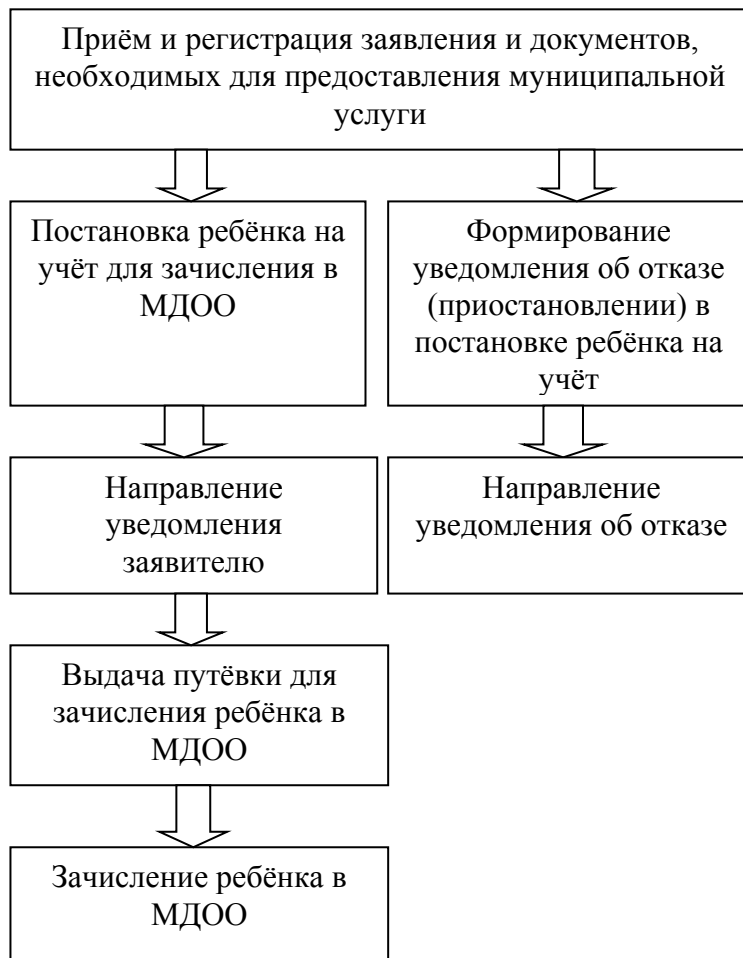 Приём и регистрация заявления и документов,
необходимых для предоставления муниципальной
услуги
Постановка ребёнка на
учёт для зачисления в
МДОО
Формирование
уведомления об отказе
(приостановлении) в
постановке ребёнка на
учёт
Направление
уведомления
заявителю
Направление
уведомления об отказе
Выдача путёвки для
зачисления ребёнка в
МДОО
Зачисление ребёнка в
МДОО